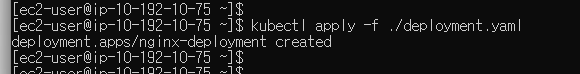 [ec2-user@ip-10-192-10-75 ~]$
[ec2-user@ip-10-192-10-75 ~]$ kubectl apply -f ./deployment.yaml
deployment.apps/nginx-deployment created
[ec2-user@ip-10-192-10-75 ~]$
[ec2-user@ip-10-192-10-75 ~]$